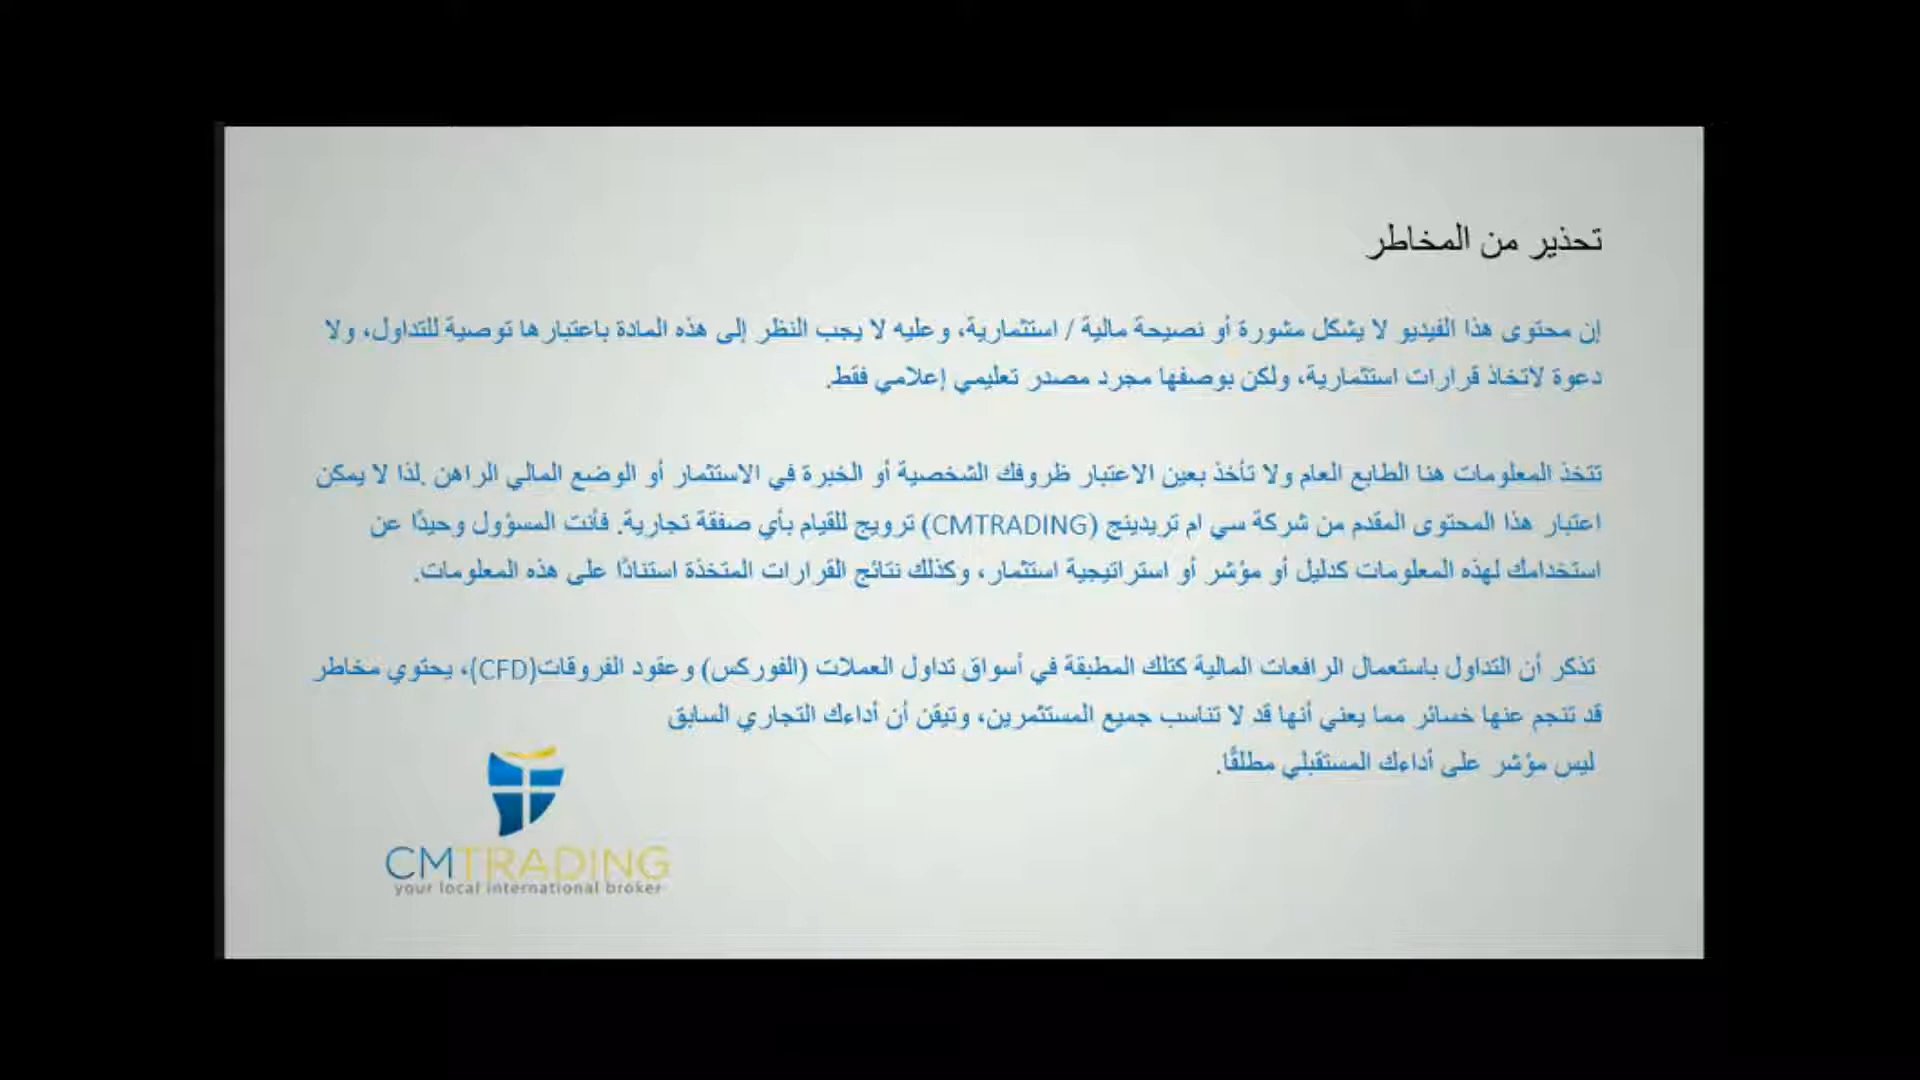 تحذير من المخاطر
إن محتوى هذا الفيديو لا يشكل مشورة أو نصيحة مالية / استثمارية، وعليه لا يجب النظر إلى هذه المادة باعتبارها توصية للتداول، ولا
دعوة لاتخاذ قرارات استثمارية، ولكن بوصفها مجرد مصدر تعليمي إعلامي فقط.
تتخذ المعلومات هنا الطابع العام ولا تأخذ بعين الاعتبار ظروفك الشخصية أو الخبرة في الاستثمار أو الوضع المالي الراهن .لذا لا يمكن
اعتبار هذا المحتوى المقدم من شركة سي ام تريدينج (CMTRADING) ترويج للقيام بأي صفقة تجارية. فأنت المسؤول وحيدًا عن
استخدامك لهذه المعلومات كدليل أو مؤشر أو استراتيجية استثمار، وكذلك نتائج القرارات المتخذة استنادًا على هذه المعلومات.
تذكر أن التداول باستعمال الرافعات المالية كتلك المطبقة في أسواق تداول العملات (الفوركس) وعقود الفروقات(CFD)، يحتوي مخاطر
قد تنجم عنها خسائر مما يعني أنها قد لا تناسب جميع المستثمرين، وتيقن أن أداءك التجاري السابق
ليس مؤشر على أداءك المستقبلي مطلقًا.
CMTRADING
your local international broker